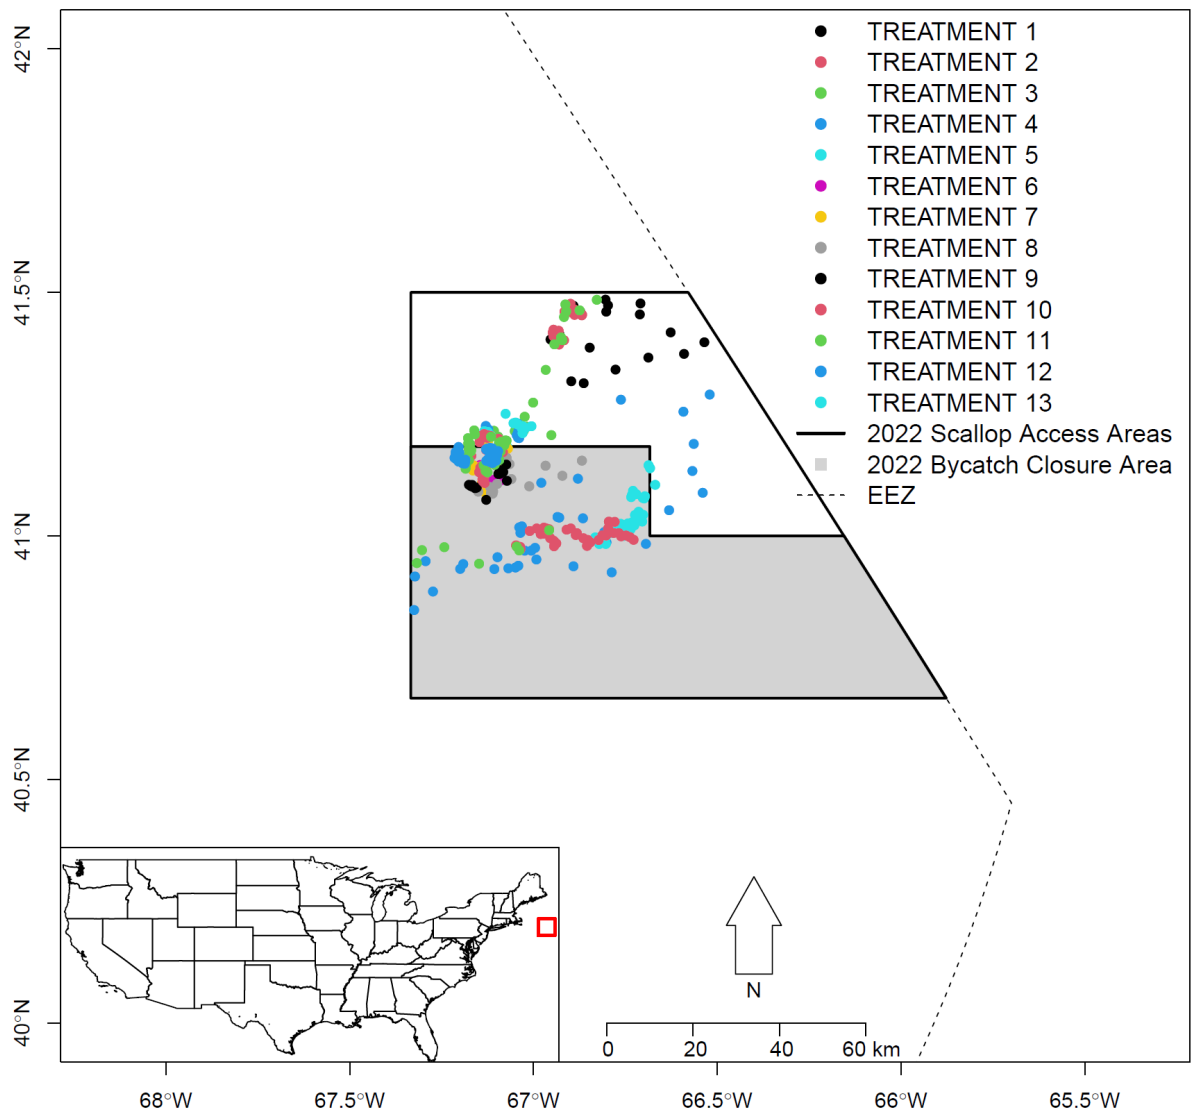 TREATMENT 1
TREATMENT 2
TREATMENT 3
TREATMENT 4
TREATMENT 5
TREATMENT 6
TREATMENT 7
TREATMENT 8
TREATMENT 9
TREATMENT 10
TREATMENT 11
TREATMENT 12
TREATMENT 13
2022 Scallop Access Areas
2022 Bycatch Closure Area
EEZ
42°N
41.5°N
41°N
40.5°N
40°N
N
0 20 40 60 km
68°W 67.5°W 67°W 66.5°W 66°W 65.5°W